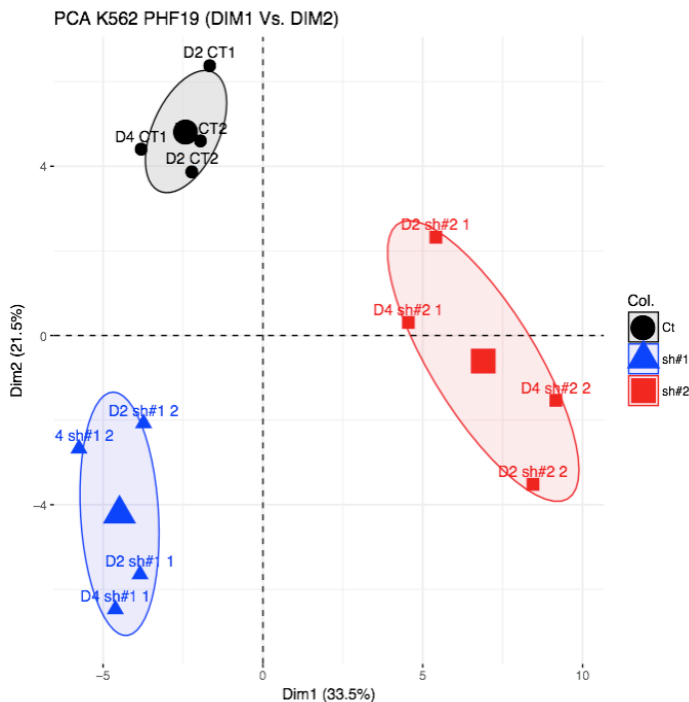 PCA K562 PHF19 (DIM1 Vs. DIM2)
D2 CT1
D4 CT1
CT2
D2 CT2
4
D2 sh#2 1
D4 sh#2 1
0
D4 sh#2 2
D2 sh#2 2
D2 sh#1 2
4 sh#1 2
−4
D2 sh#1 1
D4 sh#1 1
Dim2 (21.5%)
−5
0
5
10
Dim1 (33.5%)
Col.
Ct
sh#1
sh#2